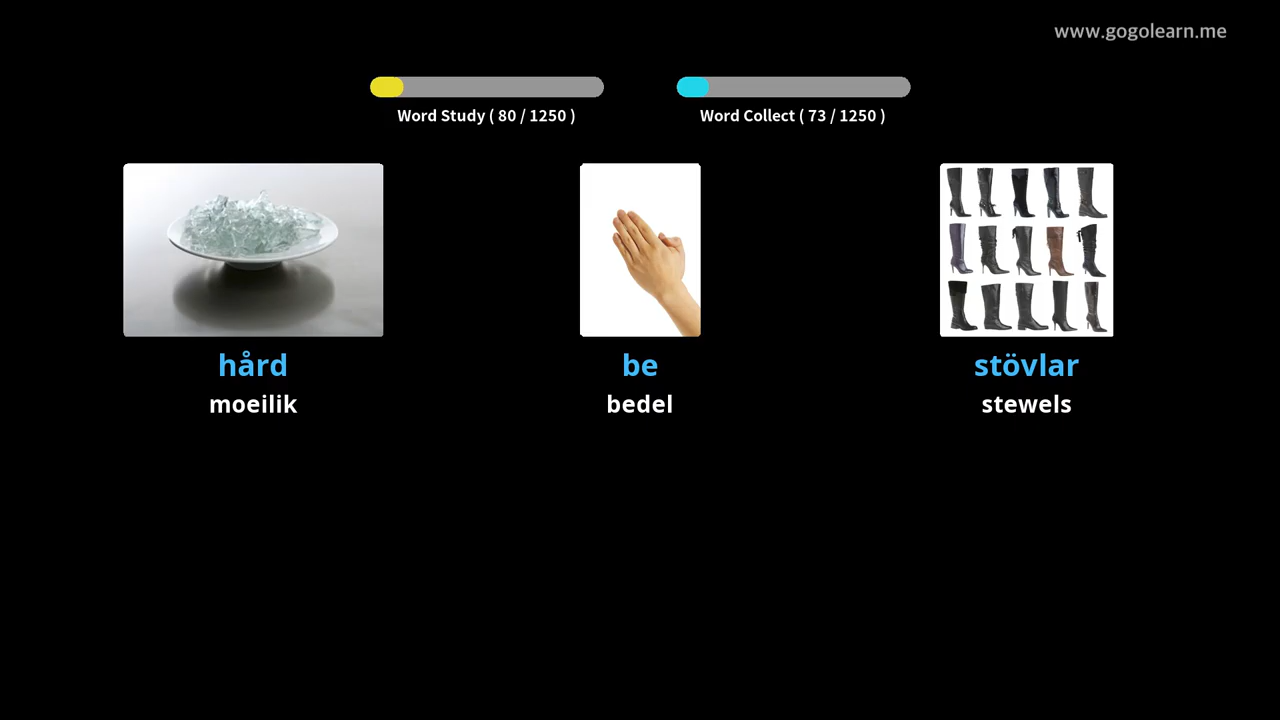 www.gogolearn.me
Word Study ( 80 / 1250 )
Word Collect ( 73 / 1250 )
hård
be
stövlar
moeilik
bedel
stewels